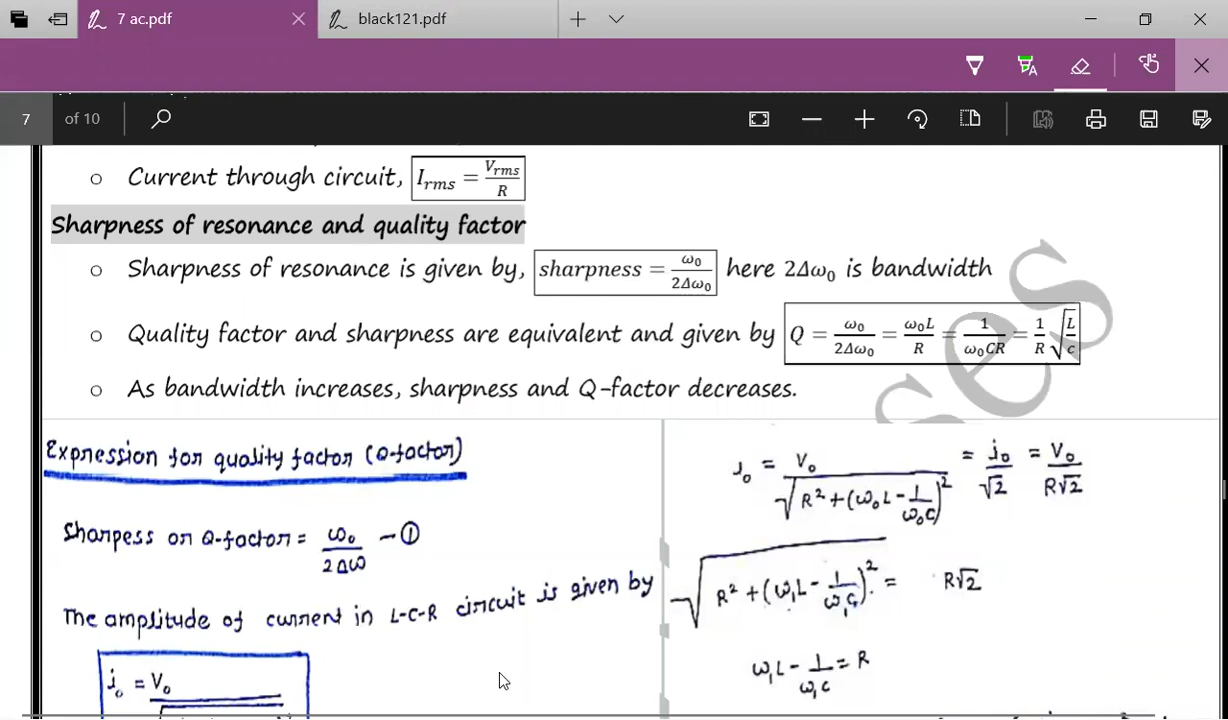 7 ac.pdf
black121.pdf
7 of 10
Current through circuit, I_rms = V_rms / R
Sharpness of resonance and quality factor
Sharpness of resonance is given by, sharpness = ω₀ / 2Δω₀ here 2Δω₀ is bandwidth
Quality factor and sharpness are equivalent and given by Q = ω₀ / 2Δω₀ = ω₀L / R = 1 / ω₀CR = 1/R √(L/c)
As bandwidth increases, sharpness and Q-factor decreases.
Expression for quality factor (Q-factor)
Sharpess or Q-factor = ω₀ / 2Δω — ①
The amplitude of current in L-C-R circuit is given by
i₀ = V₀
i₀ = V₀ / √(R² + (ω₀L - 1/ω₀C)²) = i₀/√2 = V₀/R√2
√(R² + (ω₁L - 1/ω₁C)²) = R√2
ω₁L - 1/ω₁C = R